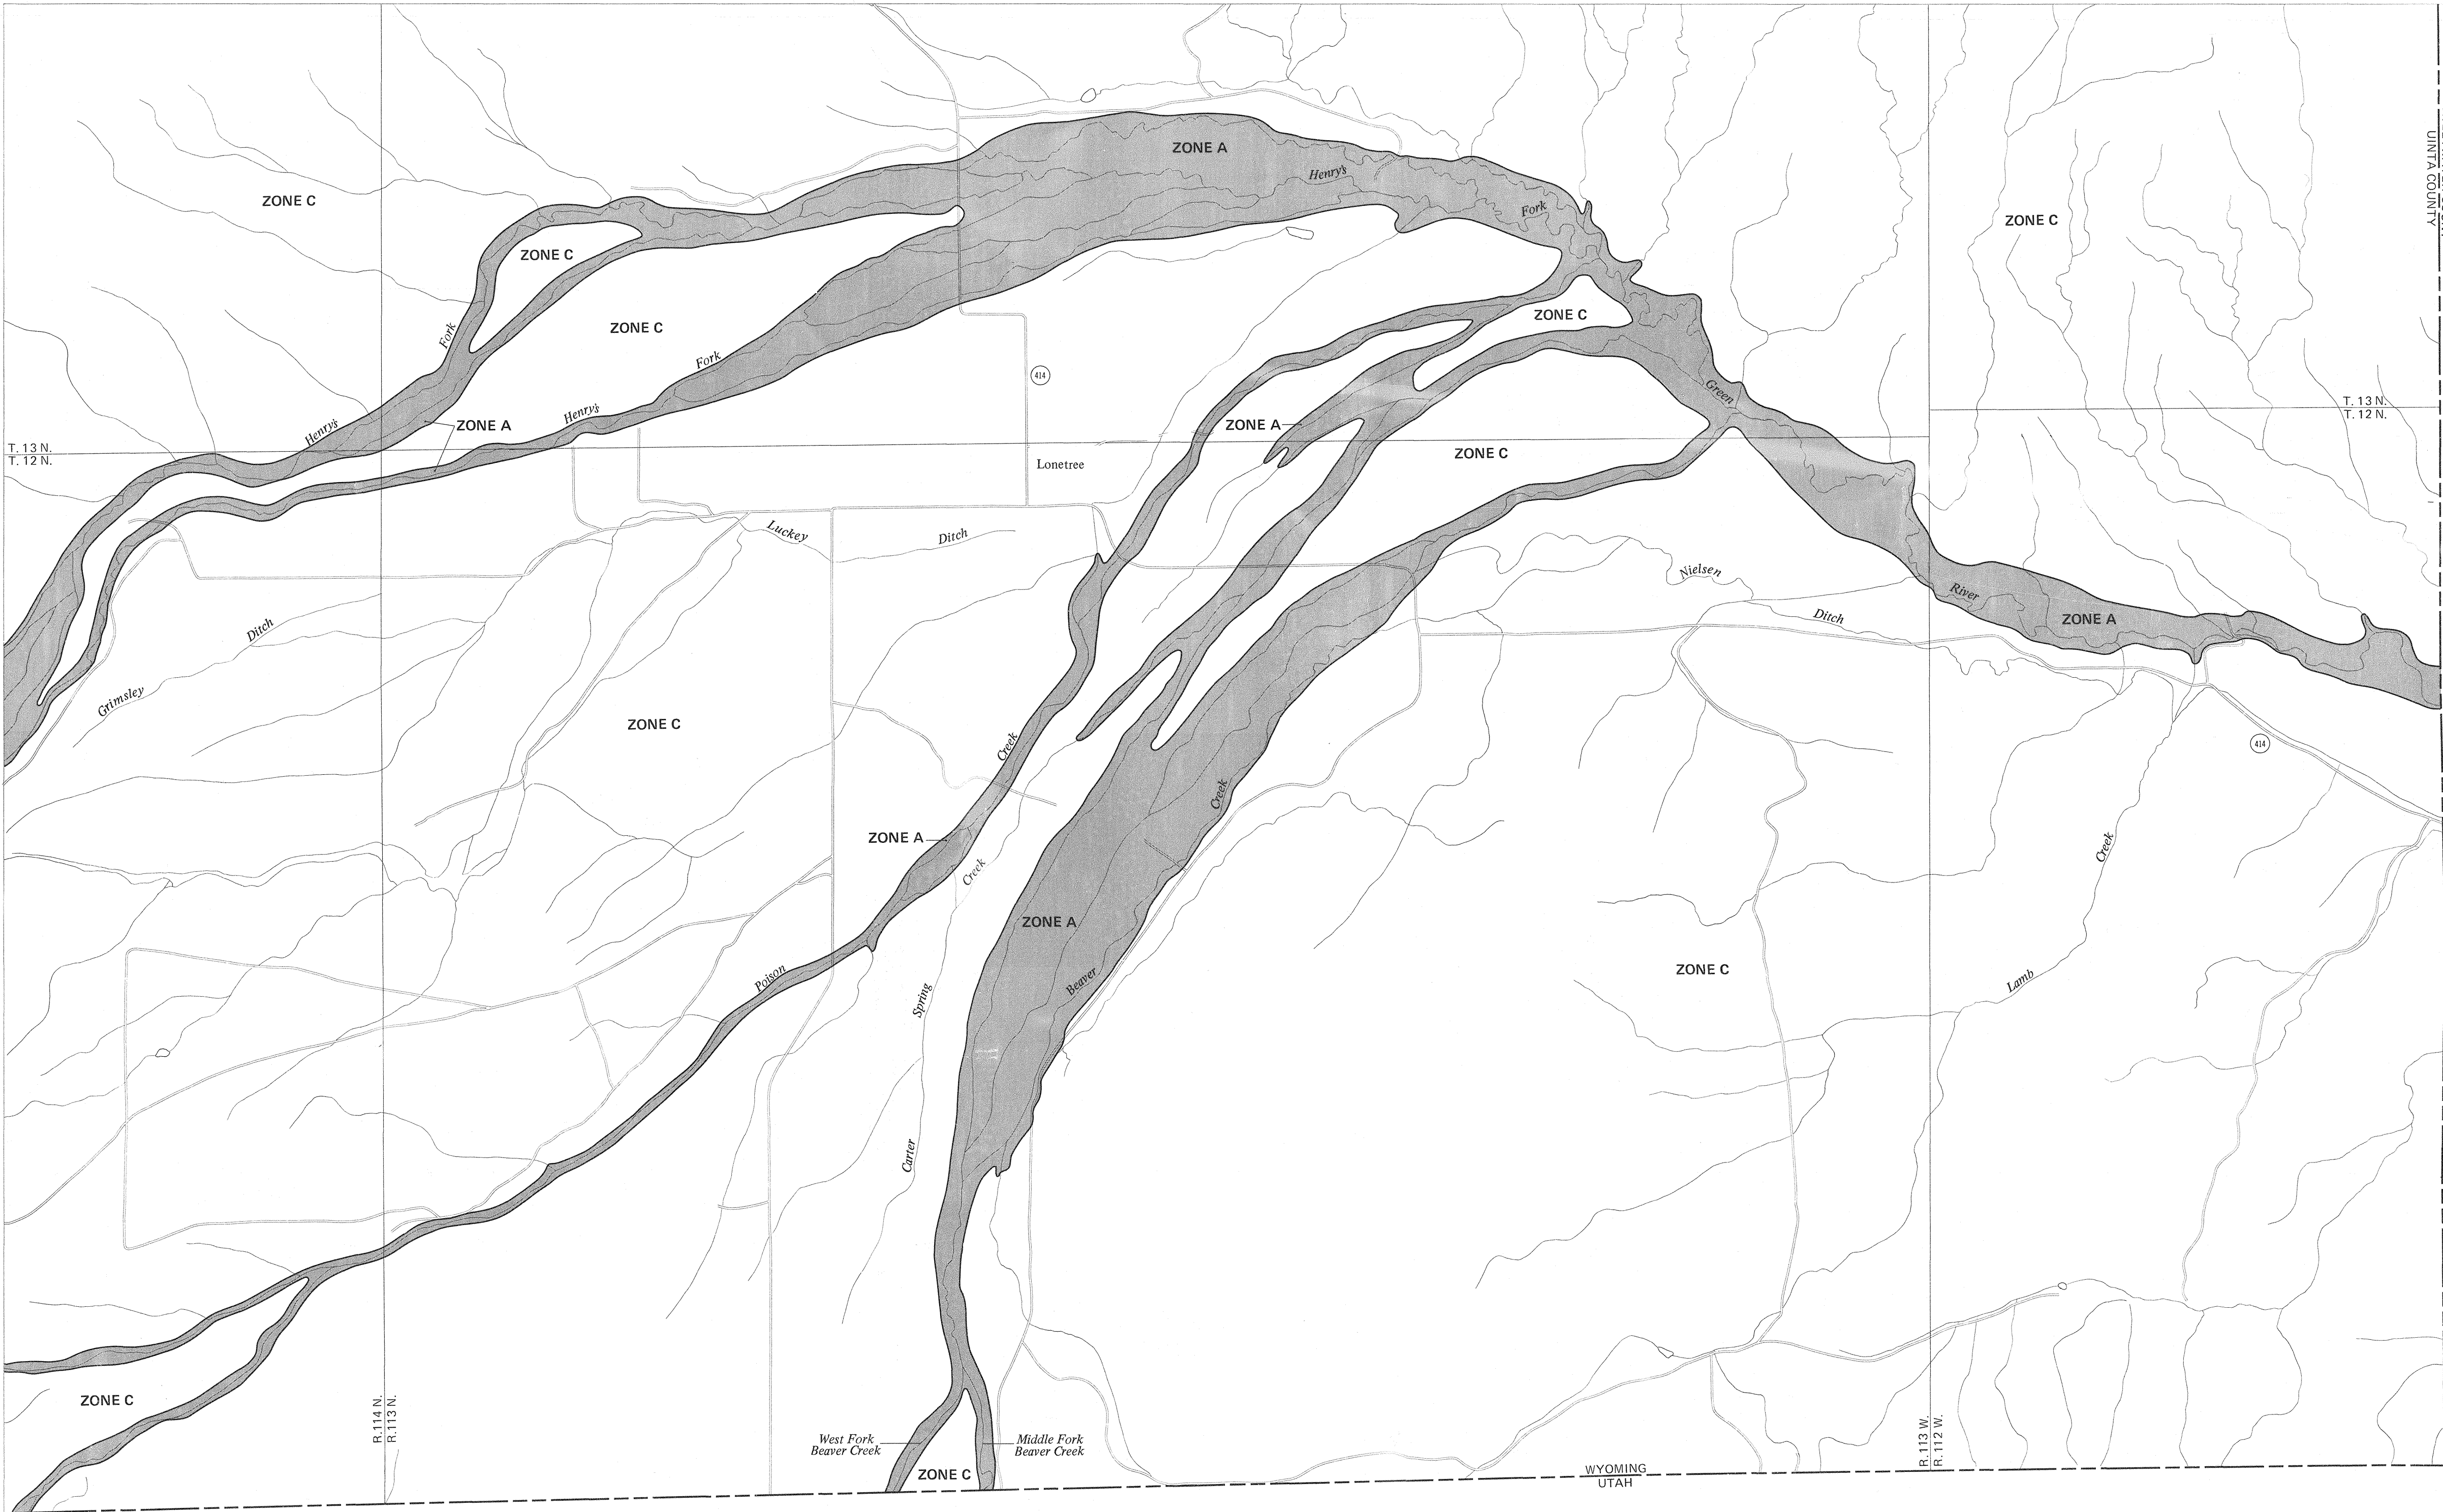 ZONE A
Henry's
Fork
ZONE C
ZONE C
ZONE C
ZONE C
ZONE C
UINTA COUNTY
Fork
Fork
Henry's
Henry's
ZONE A
414
ZONE A
ZONE C
Green
T. 13 N.
T. 12 N.
T. 13 N.
T. 12 N.
Lonetree
Luckey
Ditch
Nielsen
Ditch
River
ZONE A
Ditch
Grimsley
ZONE C
Creek
Creek
414
ZONE A
Creek
Creek
ZONE A
Poison
Spring
Beaver
ZONE C
Lamb
Carter
ZONE C
R. 114 N.
R. 113 N.
West Fork
Beaver Creek
Middle Fork
Beaver Creek
ZONE C
R. 113 W.
R. 112 W.
WYOMING
UTAH